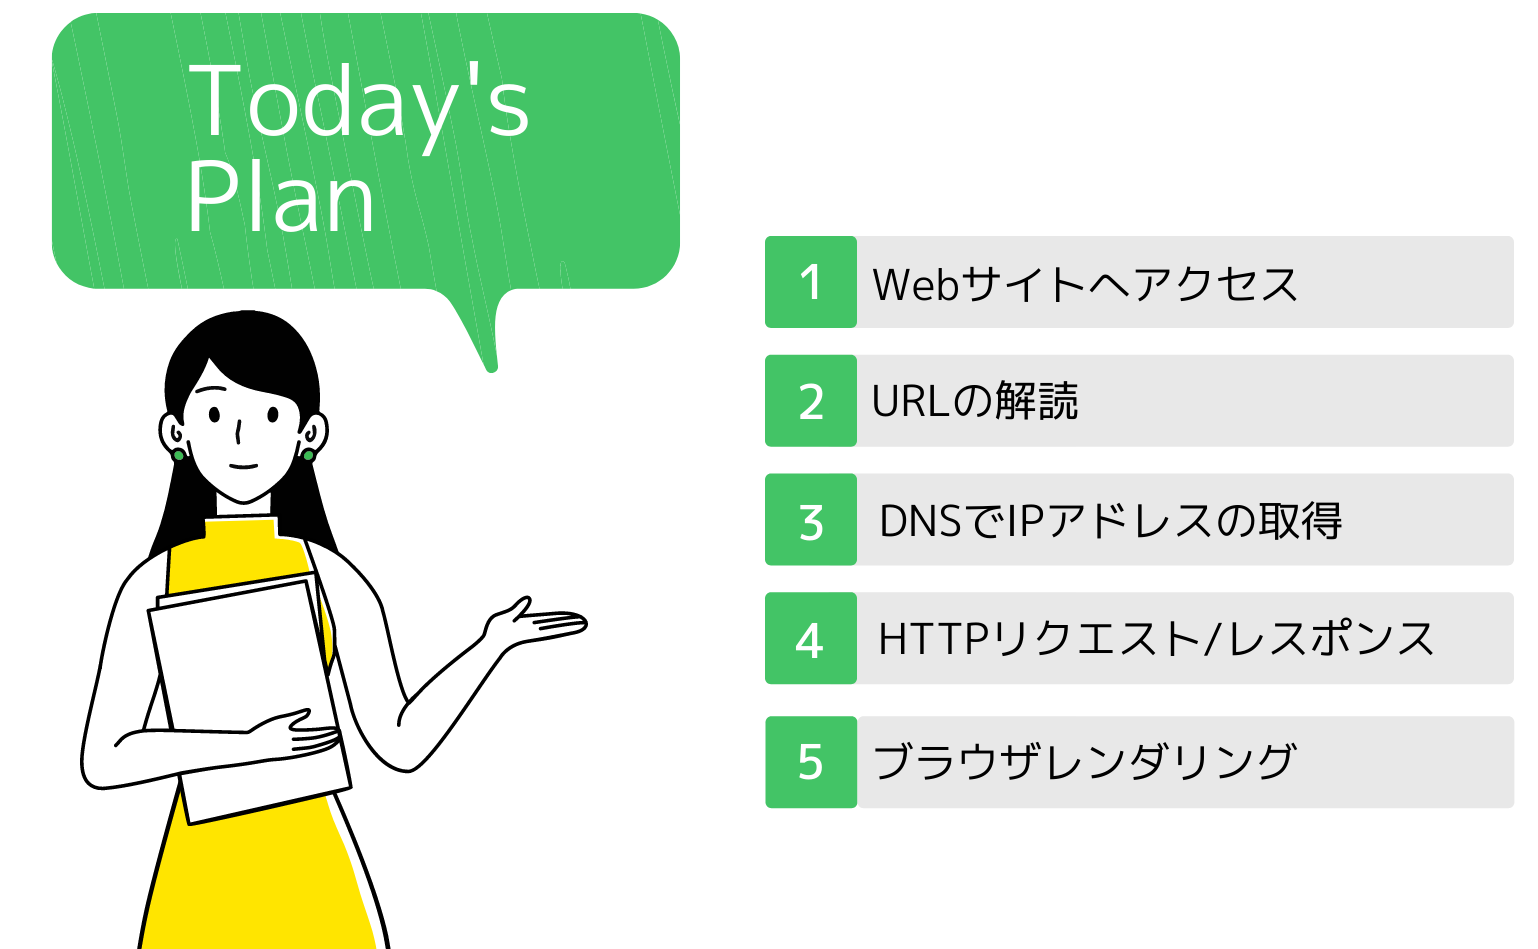 Today's
Plan
1 Webサイトへアクセス
2 URLの解読
3 DNSでIPアドレスの取得
4 HTTPリクエスト/レスポンス
5 ブラウザレンダリング